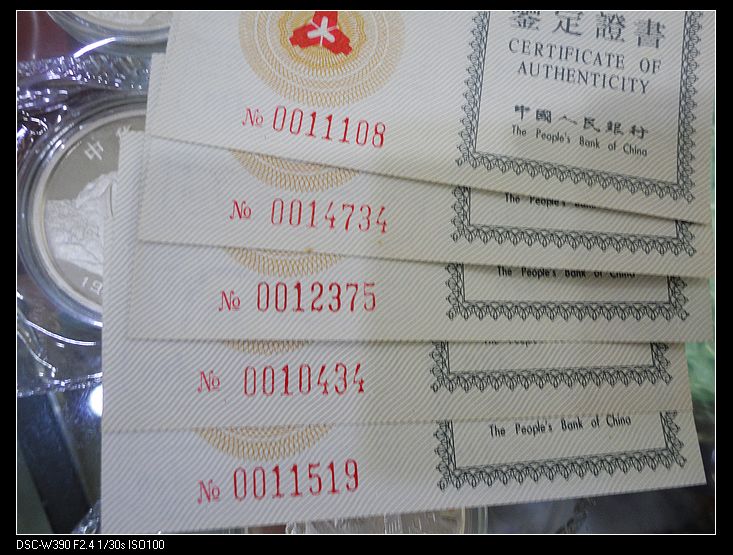 鑒定證書
CERTIFICATE OF
AUTHENTICITY
中國人民銀行
The People's Bank of China
№ 0011108
The People's Bank
№ 0014734
The People's Bank of China
№ 0012375
№ 0010434
The People's Bank of China
№ 0011519
中
19
DSC-W390 F2.4 1/30s ISO100